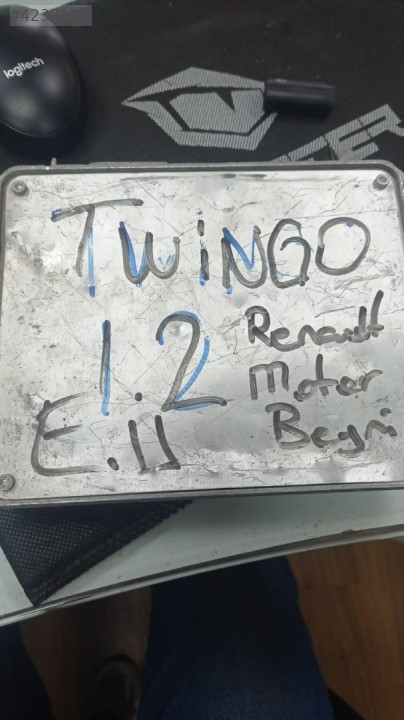 logitech
TWiNGO
1.2
Renault
Motor
Beyni
E.11